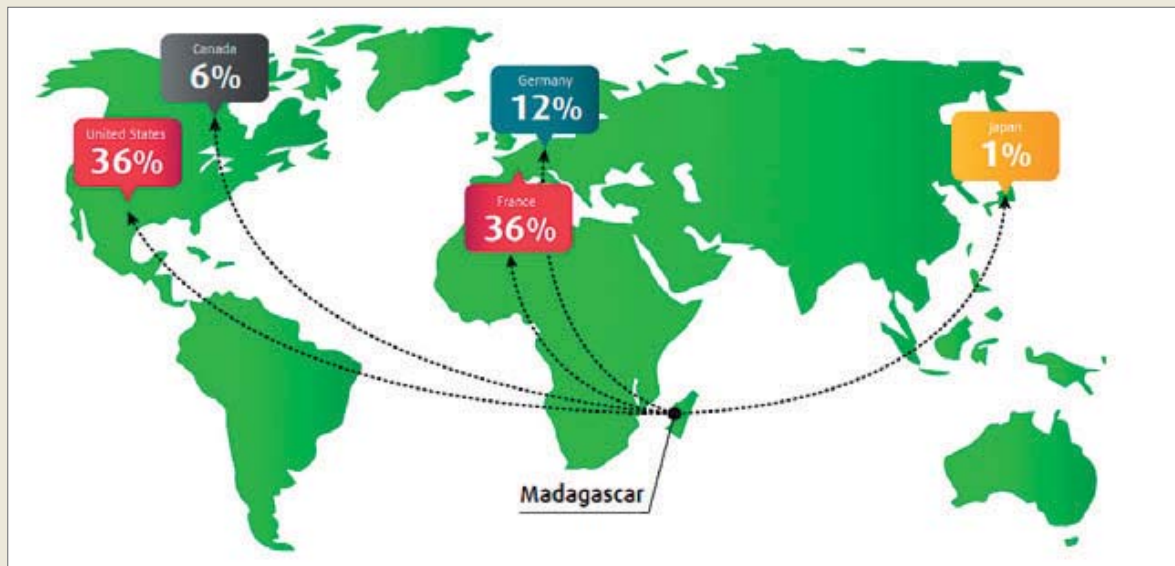 Canada
6%
Germany
12%
United States
36%
Japan
1%
France
36%
Madagascar